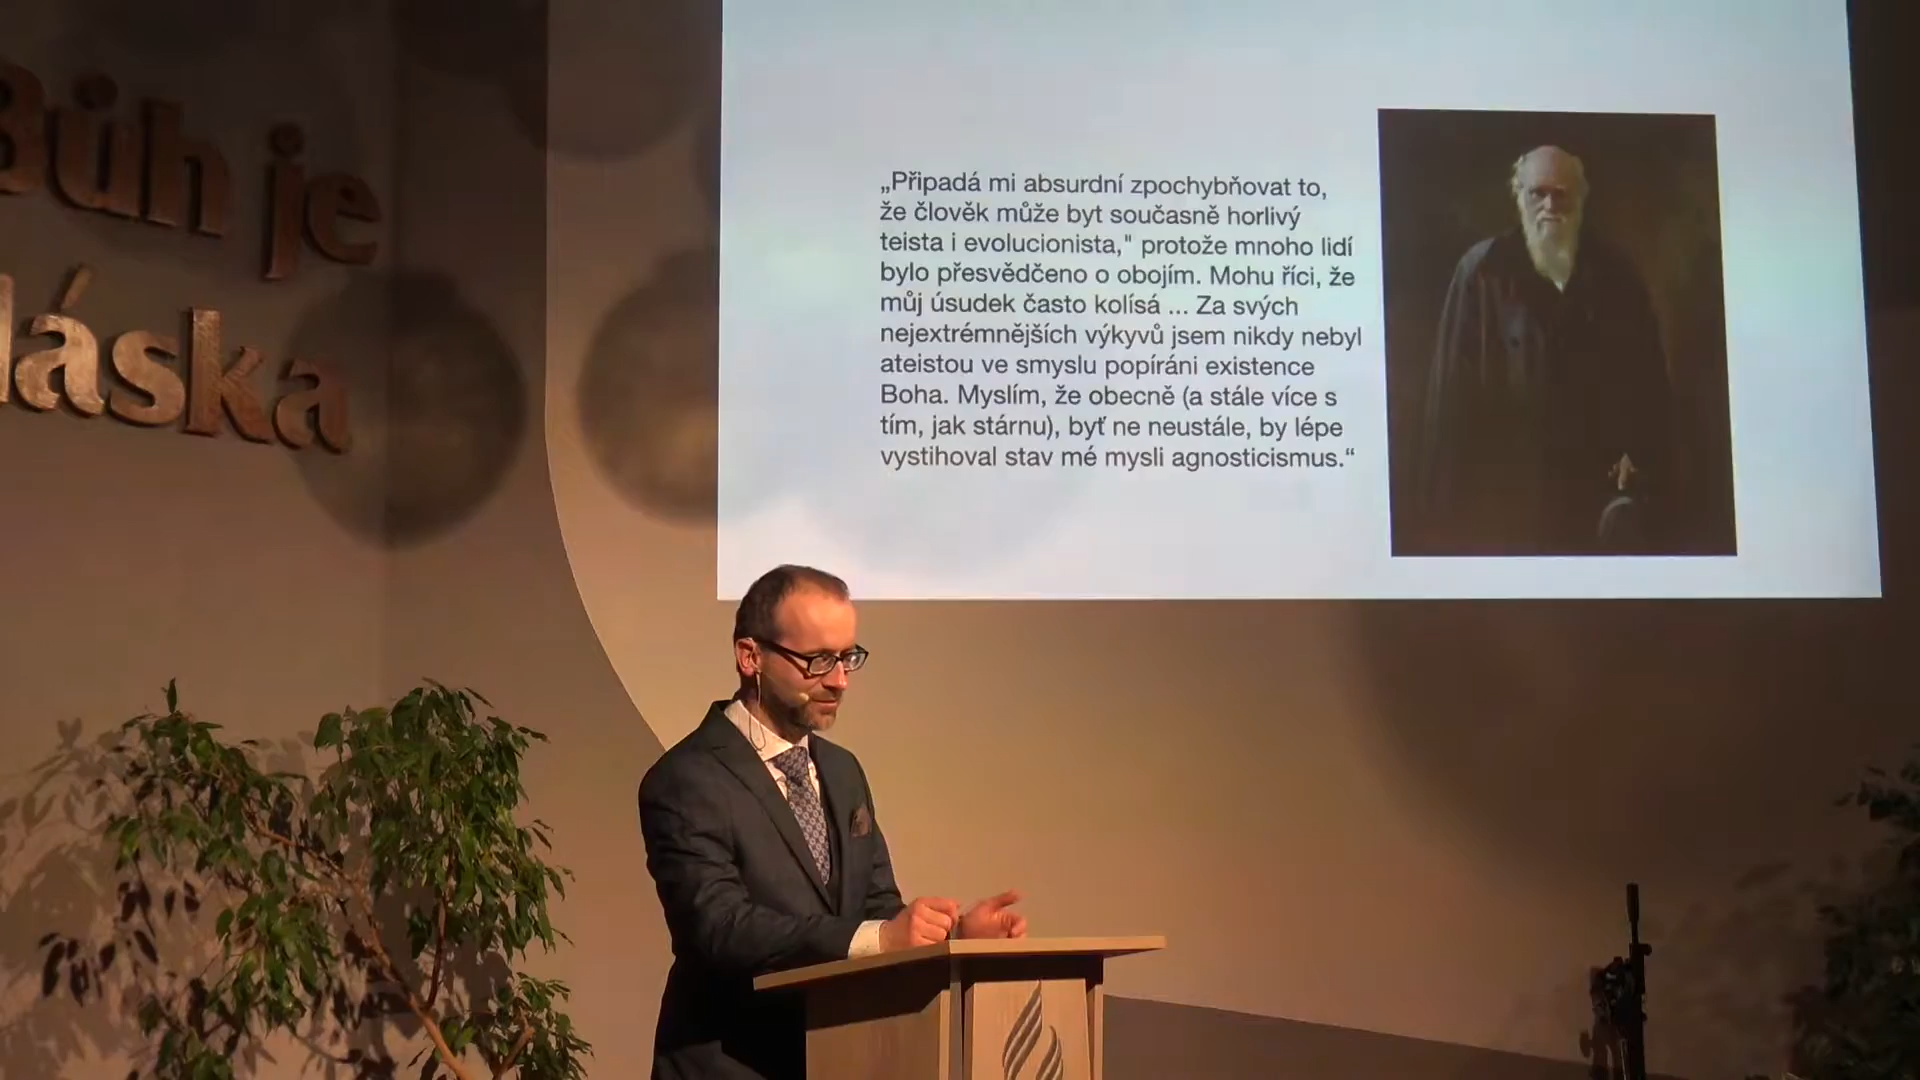 Bůh je
láska
„Připadá mi absurdní zpochybňovat to,
že člověk může byt současně horlivý
teista i evolucionista," protože mnoho lidí
bylo přesvědčeno o obojím. Mohu říci, že
můj úsudek často kolísá ... Za svých
nejextrémnějších výkyvů jsem nikdy nebyl
ateistou ve smyslu popíráni existence
Boha. Myslím, že obecně (a stále více s
tím, jak stárnu), byť ne neustále, by lépe
vystihoval stav mé mysli agnosticismus.“